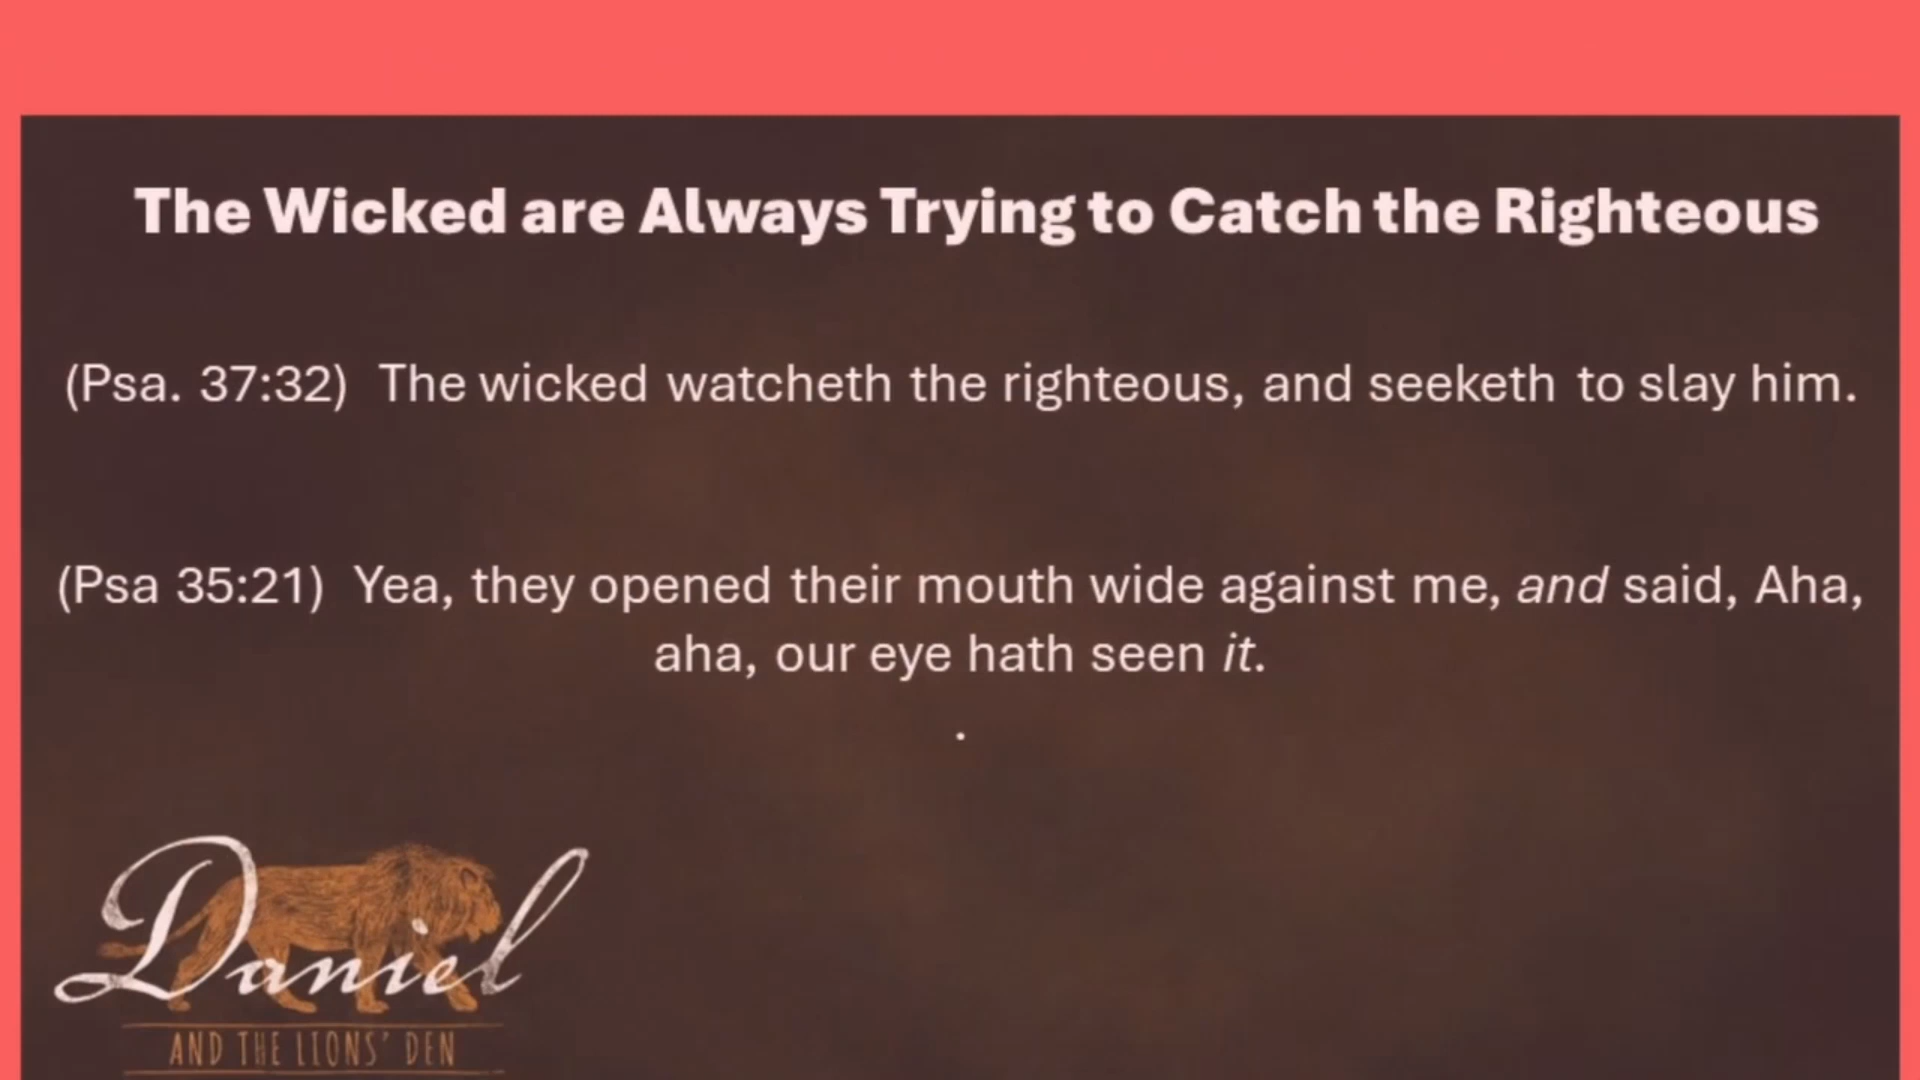 The Wicked are Always Trying to Catch the Righteous
(Psa. 37:32)  The wicked watcheth the righteous, and seeketh to slay him.
(Psa 35:21)  Yea, they opened their mouth wide against me, and said, Aha,
aha, our eye hath seen it.
.
Daniel
AND THE LIONS' DEN